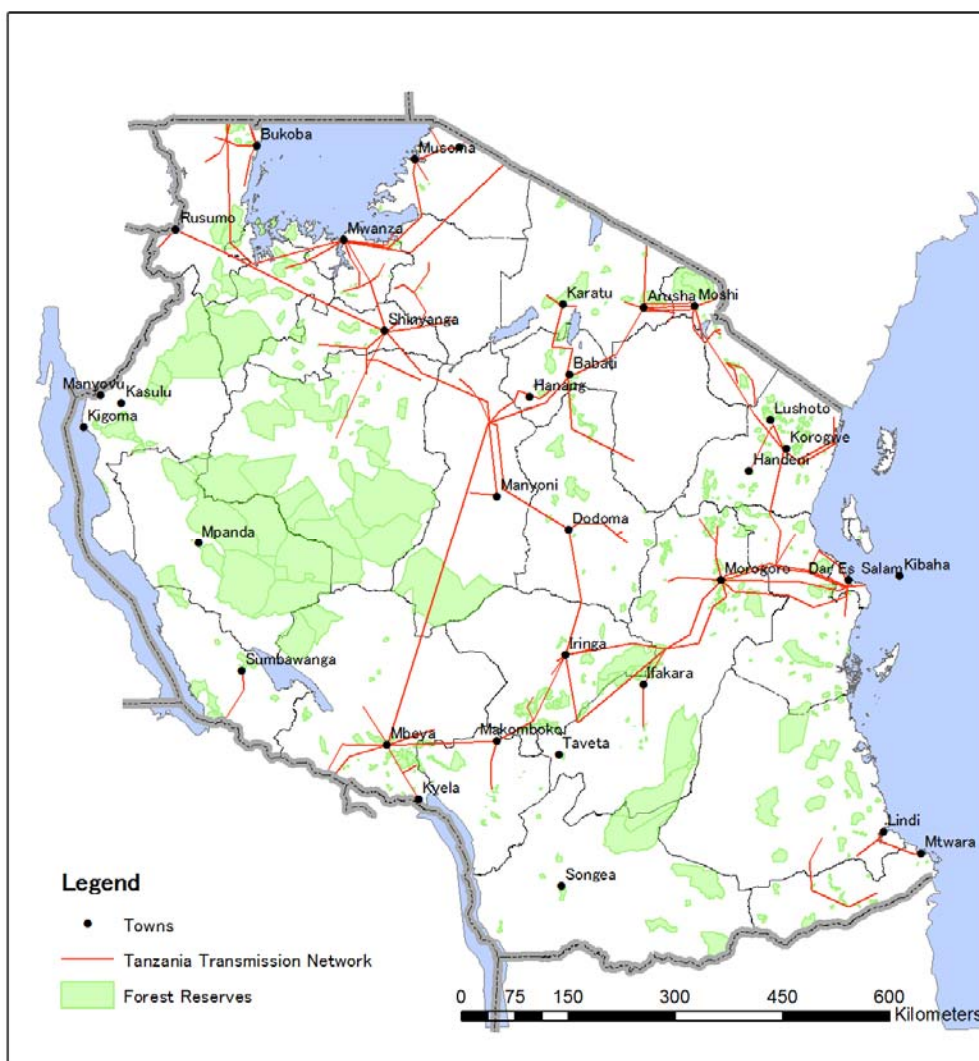 Bukoba
Musoma
Rusumo
Mwanza
Karatu
Arusha
Moshi
Shinyanga
Babati
Hanang
Manyovu
Kasulu
Lushoto
Kigoma
Korogwe
Handeni
Manyoni
Dodoma
Mpanda
Morogoro
Dar Es Salam
Kibaha
Iringa
Sumbawanga
Ifakara
Mbeya
Makombokoi
Taveta
Kyela
Lindi
Mtwara
Songea
Legend
Towns
Tanzania Transmission Network
Forest Reserves
0 75 150 300 450 600
Kilometers